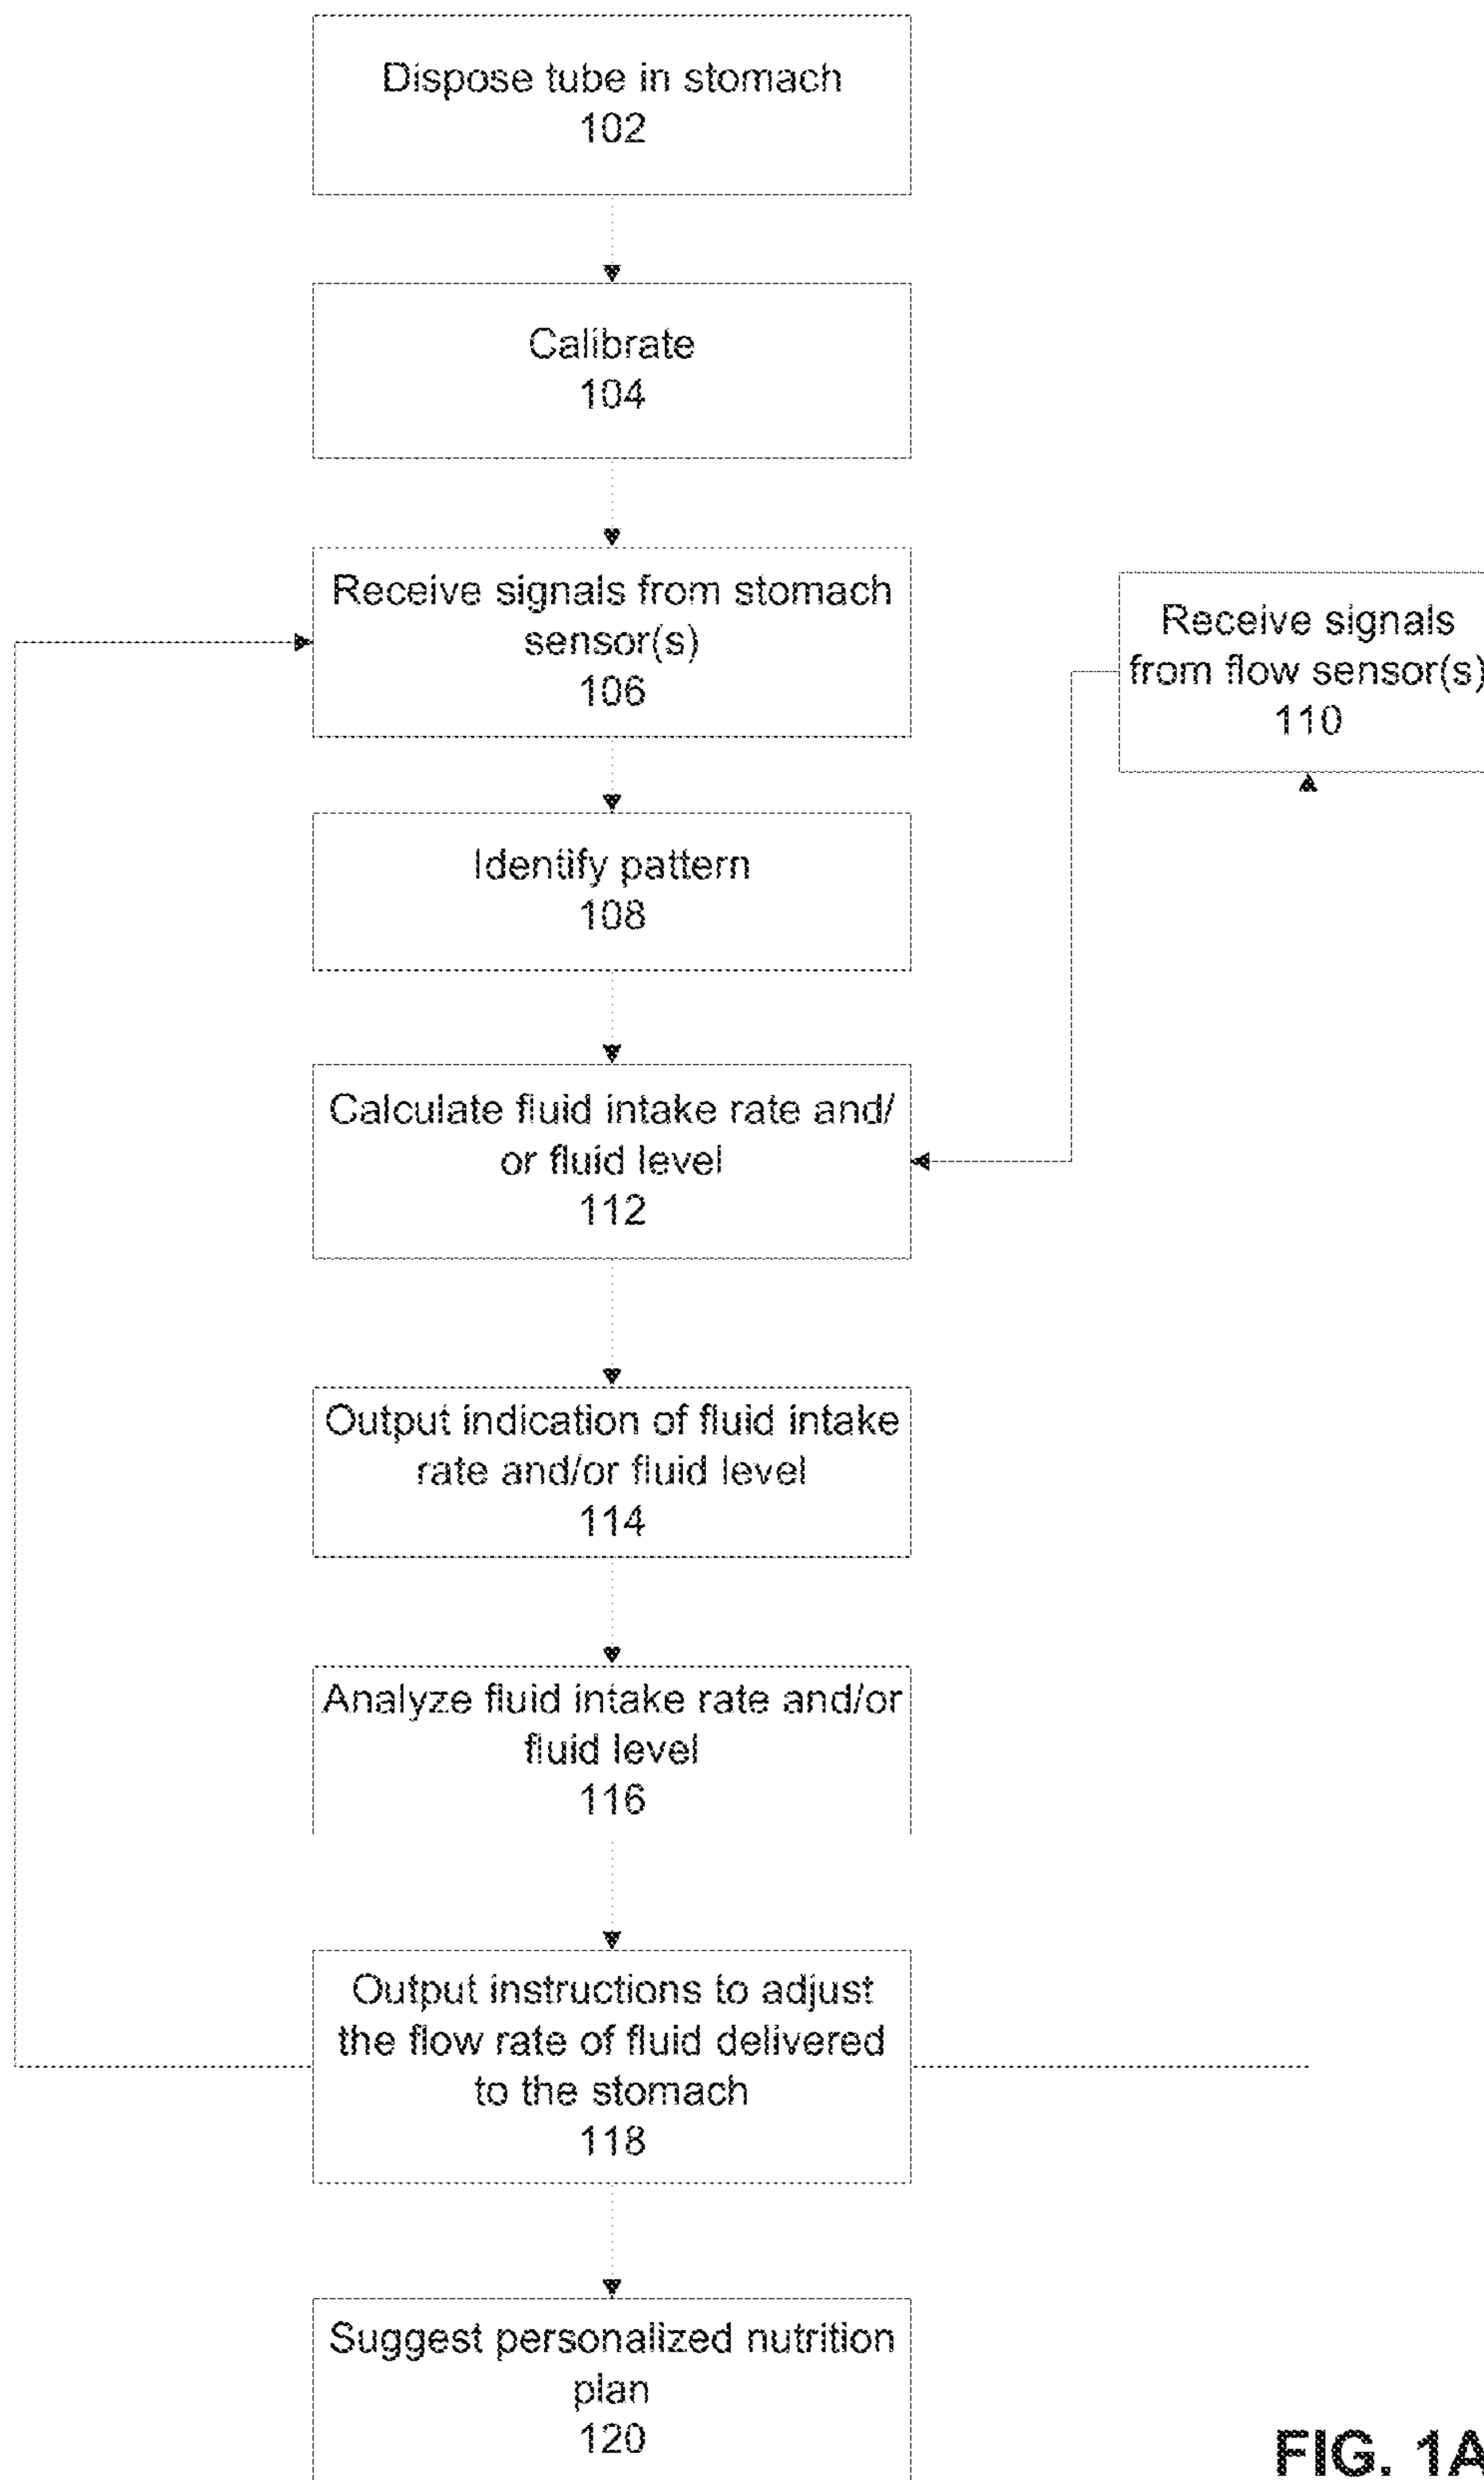 Dispose tube in stomach
102
Calibrate
104
Receive signals from stomach
sensor(s)
106
Receive signals
from flow sensor(s)
110
Identify pattern
108
Calculate fluid intake rate and/
or fluid level
112
Output indication of fluid intake
rate and/or fluid level
114
Analyze fluid intake rate and/or
fluid level
116
Output instructions to adjust
the flow rate of fluid delivered
to the stomach
118
Suggest personalized nutrition
plan
120
FIG. 1A